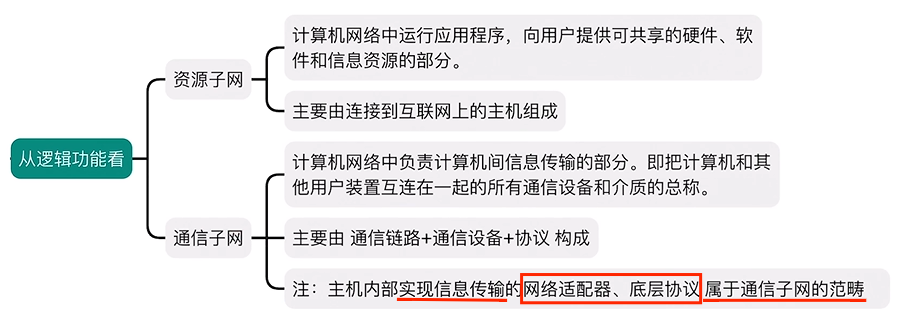 从逻辑功能看
资源子网
计算机网络中运行应用程序，向用户提供可共享的硬件、软
件和信息资源的部分。
主要由连接到互联网上的主机组成
通信子网
计算机网络中负责计算机间信息传输的部分。即把计算机和其
他用户装置互连在一起的所有通信设备和介质的总称。
主要由 通信链路+通信设备+协议 构成
注：主机内部实现信息传输的网络适配器、底层协议 属于通信子网的范畴